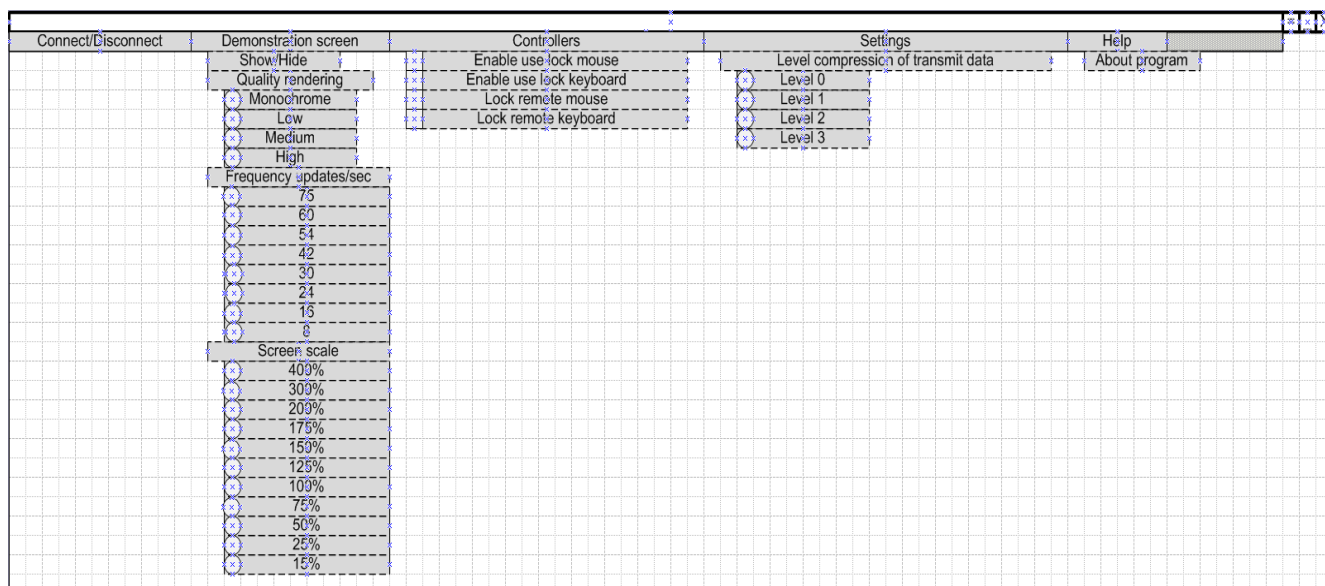 Connect/Disconnect Demonstration screen Controllers Settings Help
Show/Hide Enable use lock mouse Level compression of transmit data About program
Quality rendering Enable use lock keyboard Level 0
Monochrome Lock remote mouse Level 1
Low Lock remote keyboard Level 2
Medium Level 3
High
Frequency updates/sec
75
60
54
42
30
24
16
8
Screen scale
400%
300%
200%
175%
150%
125%
100%
75%
50%
25%
15%